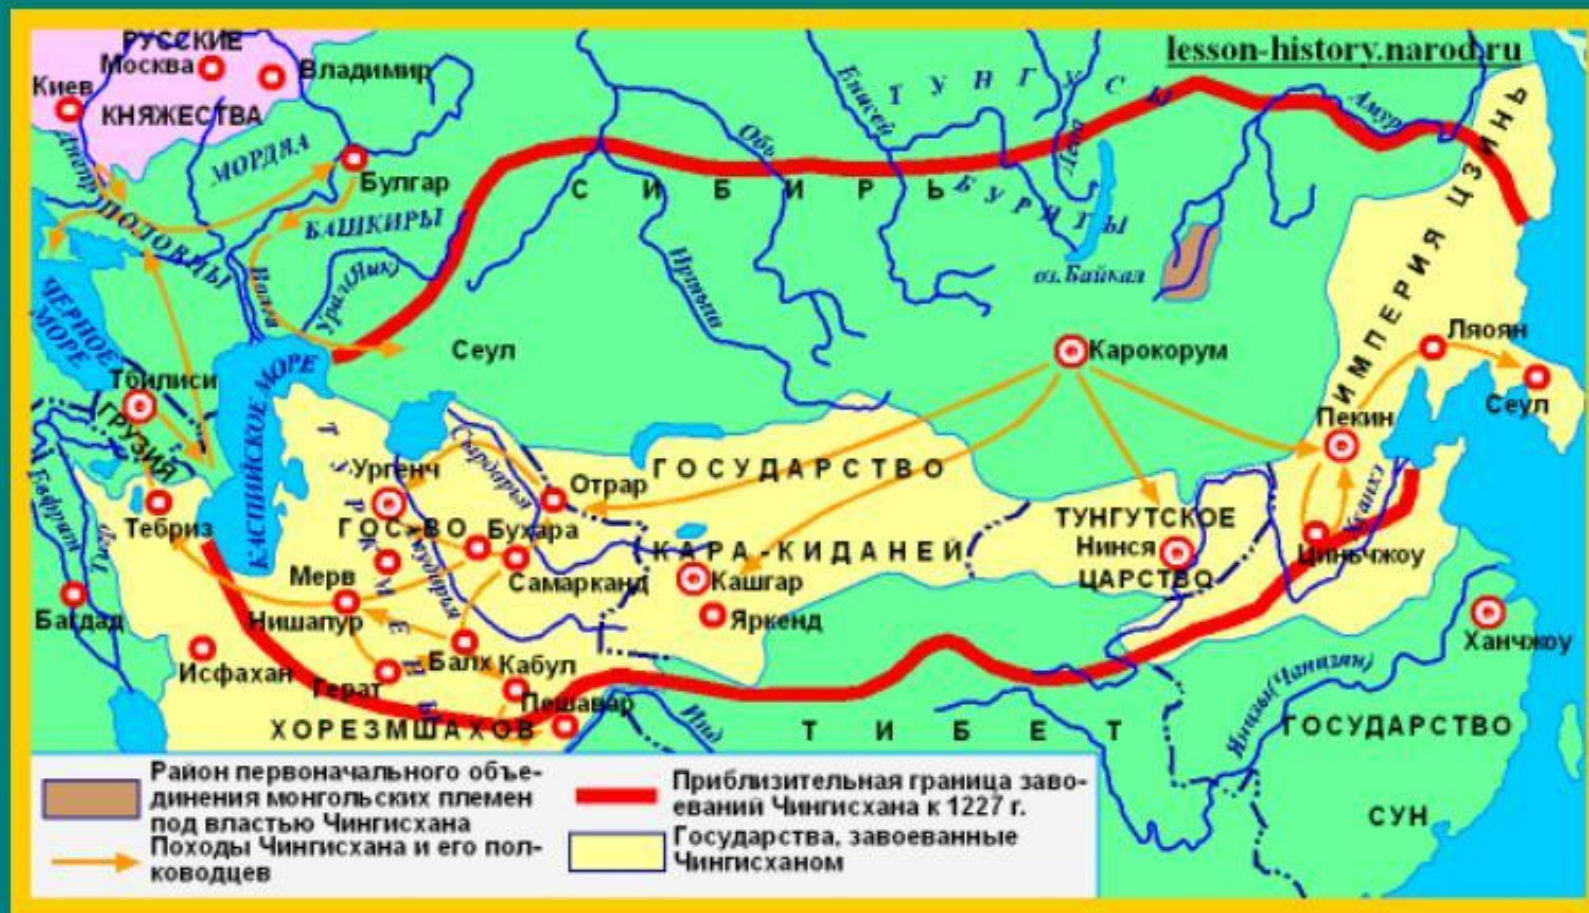 lesson-history.narod.ru
РУССКИЕ
Москва
Владимир
Киев
КНЯЖЕСТВА
Днепр
МОРДВА
Булгар
ПОЛОВЦЫ
БАШКИРЫ
Волга
Урал(Яик)
Обь
Енисей
ТУНГУСЫ
Лена
Амур
СИБИРЬ
БУРЯТЫ
оз.Байкал
Иртыш
ИМПЕРИЯ ЦЗИНЬ
ЧЕРНОЕ
МОРЕ
Сеул
Карокорум
Ляоян
Сеул
Тбилиси
ГРУЗИЯ
КАСПИЙСКОЕ МОРЕ
Пекин
Ургенч
Сырдарья
Отрар
ГОСУДАРСТВО
Евфрат
Тигр
Тебриз
ГОС-ВО
Бухара
КАРА-КИДАНЕЙ
ТУНГУТСКОЕ
Нинся
ЦАРСТВО
Хуанхэ
Циньчжоу
Мерв
Амударья
Самарканд
Кашгар
Яркенд
Багдад
Нишапур
Исфахан
Герат
Балх
Кабул
Пешавар
ХОРЕЗМШАХОВ
Инд
ТИБЕТ
Янцзы(Чанцзян)
Ханчжоу
ГОСУДАРСТВО
СУН
Район первоначального объе-
динения монгольских племен
под властью Чингисхана
Походы Чингисхана и его пол-
ководцев
Приблизительная граница заво-
еваний Чингисхана к 1227 г.
Государства, завоеванные
Чингисханом